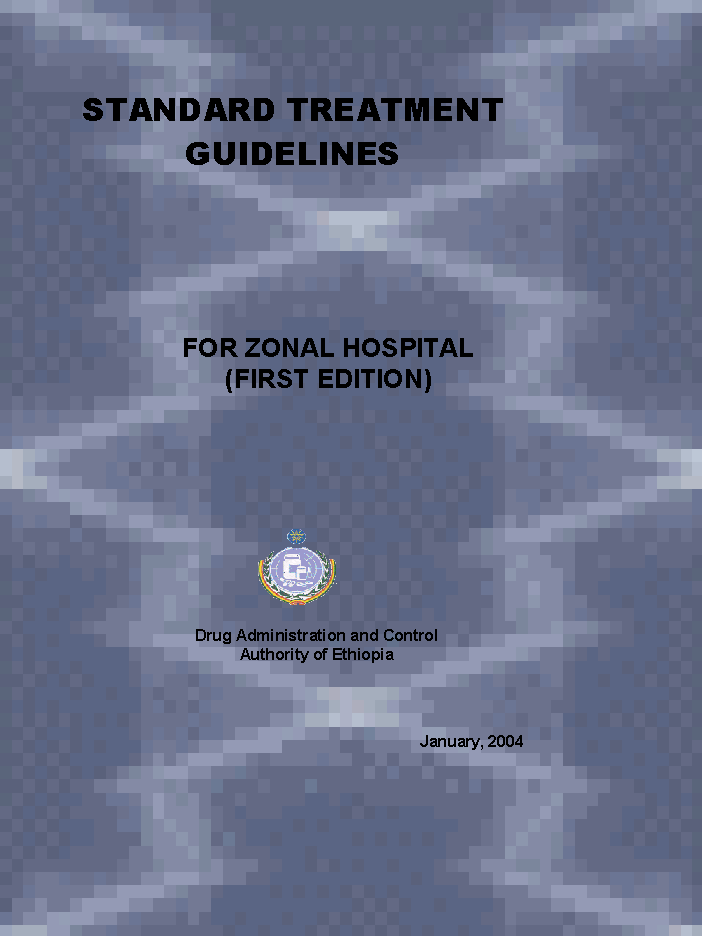 STANDARD TREATMENT
GUIDELINES
FOR ZONAL HOSPITAL
(FIRST EDITION)
Drug Administration and Control
Authority of Ethiopia
January, 2004